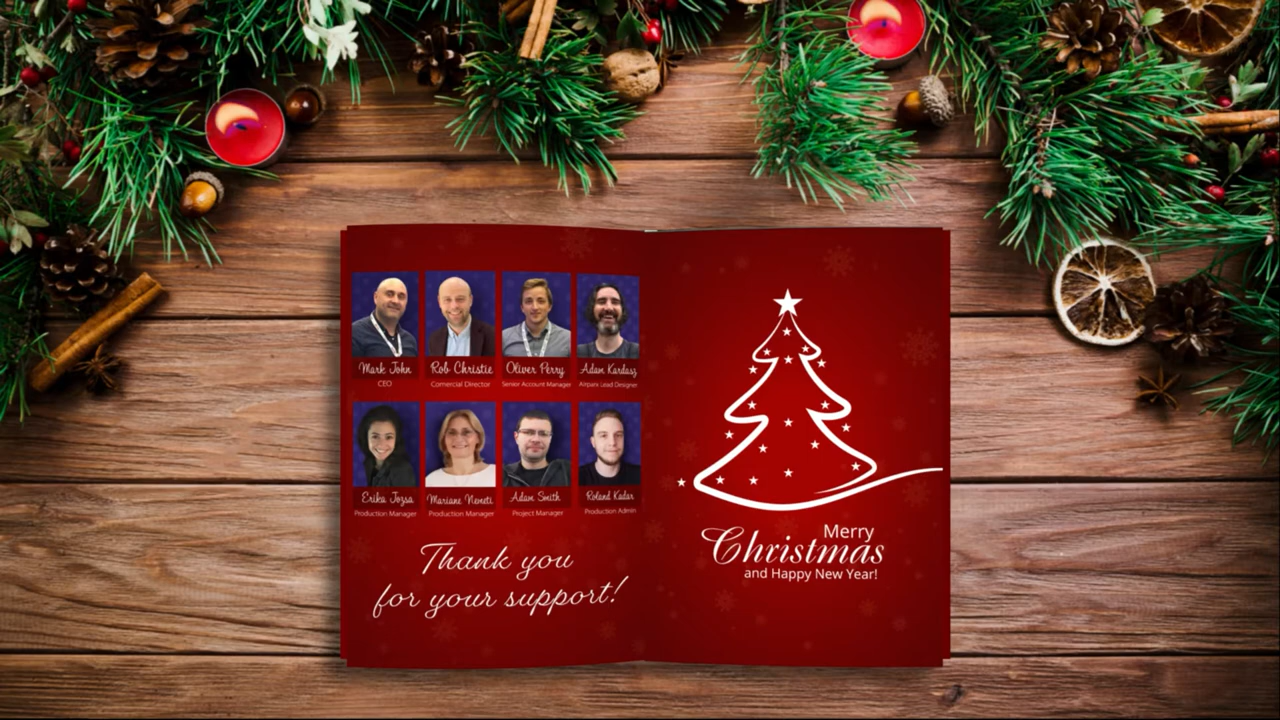 Mark John
CEO
Rob Christie
Comercial Director
Oliver Perry
Senior Account Manager
Adam Kardasz
Airparx Lead Designer
Erika Jozsa
Production Manager
Mariane Nemeti
Production Manager
Adam Smith
Project Manager
Roland Kadar
Production Admin
Thank you
for your support!
Merry
Christmas
and Happy New Year!